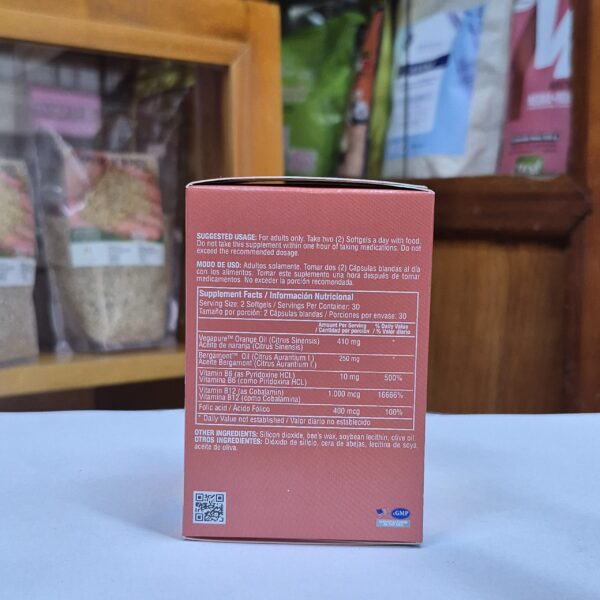 SUGGESTED USAGE: For adults only. Take two (2) Softgels a day with food.
Do not take this supplement within one hour of taking medications. Do not
exceed the recommended dosage.
MODO DE USO: Adultos solamente. Tomar dos (2) Cápsulas blandas al día
con los alimentos. Tomar este suplemento una hora después de tomar
medicamentos. No exceder la porción recomendada.
Supplement Facts / Información Nutricional
Serving Size: 2 Softgels / Servings Per Container: 30
Tamaño por porción: 2 Cápsulas blandas / Porciones por envase: 30
Amount Per Serving % Daily Value
/ Cantidad por porción / % Valor diario
Vegapure™ Orange Oil (Citrus Sinensis) 410 mg *
Aceite de naranja (Citrus Sinensis)
Bergamont™ Oil (Citrus Aurantium l.) 250 mg *
Aceite Bergamont (Citrus Aurantium l.)
Vitamin B6 (as Pyridoxine HCL) 10 mg 500%
Vitamina B6 (como Piridoxina HCL)
Vitamin B12 (as Cobalamin) 1,000 mcg 16666%
Vitamina B12 (como Cobalamina)
Folic acid / Ácido Fólico 400 mcg 100%
* Daily Value not established / Valor diario no establecido
OTHER INGREDIENTS: Silicon dioxide, bee's wax, soybean lecithin, olive oil.
OTROS INGREDIENTES: Dióxido de silicio, cera de abejas, lecitina de soya,
aceite de oliva.
cGMP